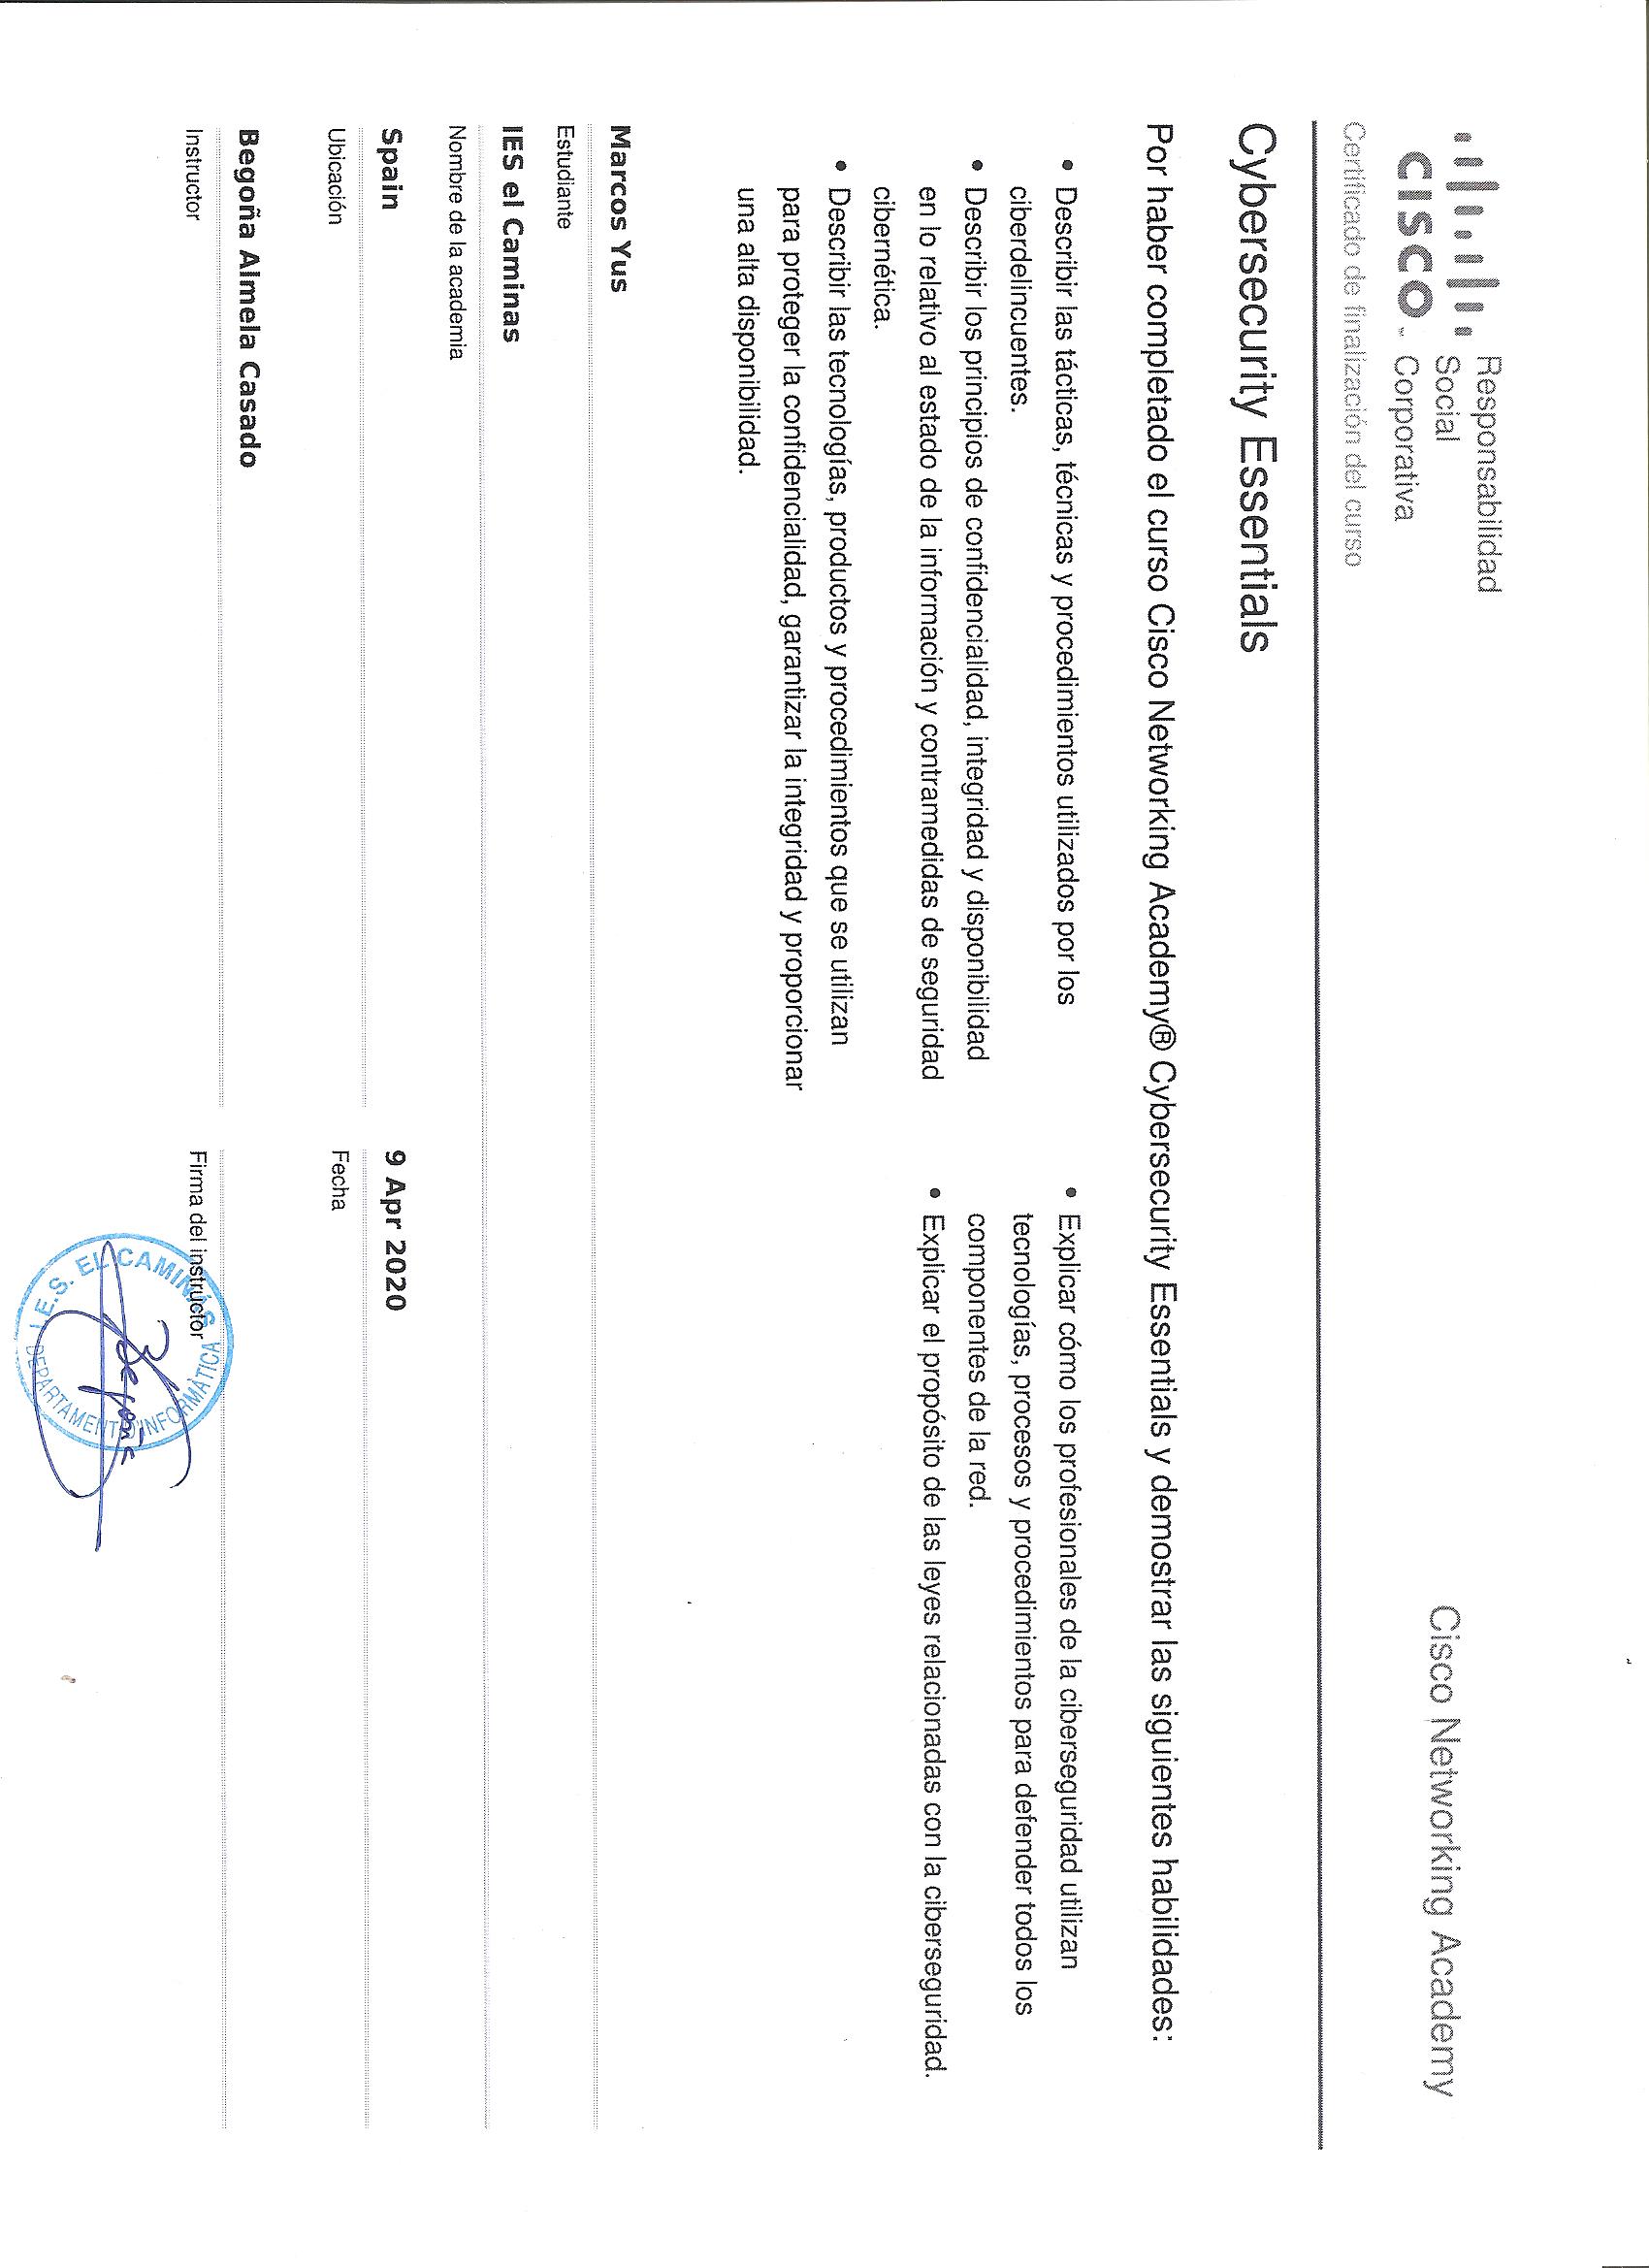 Responsabilidad
Social
Corporativa
CISCO
Cisco Networking Academy
Certificado de finalización del curso
Cybersecurity Essentials
Por haber completado el curso Cisco Networking Academy® Cybersecurity Essentials y demostrar las siguientes habilidades:
• Describir las tácticas, técnicas y procedimientos utilizados por los
ciberdelincuentes.
• Describir los principios de confidencialidad, integridad y disponibilidad
en lo relativo al estado de la información y contramedidas de seguridad
cibernética.
• Describir las tecnologías, productos y procedimientos que se utilizan
para proteger la confidencialidad, garantizar la integridad y proporcionar
una alta disponibilidad.
• Explicar cómo los profesionales de la ciberseguridad utilizan
tecnologías, procesos y procedimientos para defender todos los
componentes de la red.
• Explicar el propósito de las leyes relacionadas con la ciberseguridad.
Marcos Yus
Estudiante
IES el Caminas
Nombre de la academia
Spain
Ubicación
9 Apr 2020
Fecha
Begoña Almela Casado
Instructor
Firma del instructor
I.E.S. EL CAMINÀS
DEPARTAMENT INFORMÀTICA
Begoña